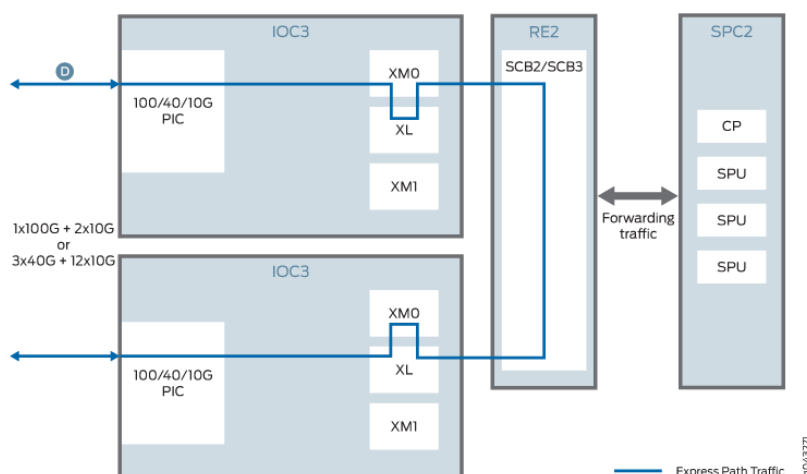 IOC3
RE2
SPC2
D
100/40/10G
PIC
XM0
XL
XM1
SCB2/SCB3
CP
SPU
SPU
SPU
Forwarding
traffic
1x100G + 2x10G
or
3x40G + 12x10G
IOC3
100/40/10G
PIC
XM0
XL
XM1
Express Path Traffic